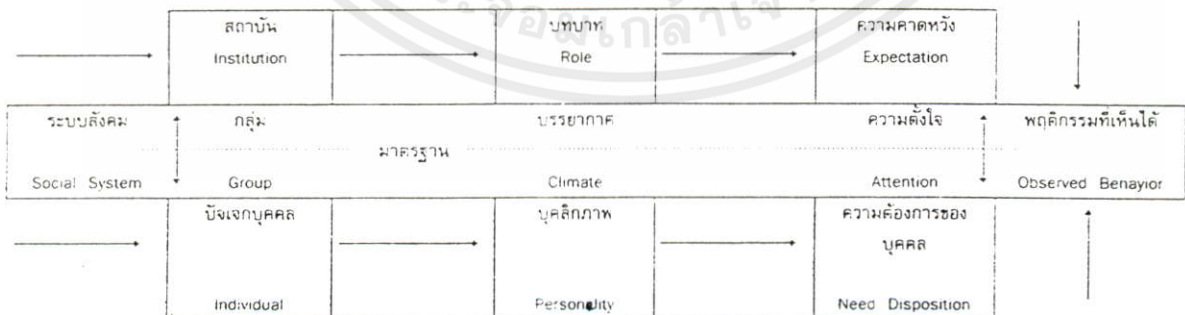 สถาบัน บทบาท ความคาดหวัง
Institution Role Expectation
ระบบสังคม กลุ่ม บรรยากาศ ความตั้งใจ พฤติกรรมที่เห็นได้
มาตรฐาน
Social System Group Climate Attention Observed Benavior
ปัจเจกบุคคล บุคลิกภาพ ความต้องการของ
บุคคล
Individual Personality Need Disposition